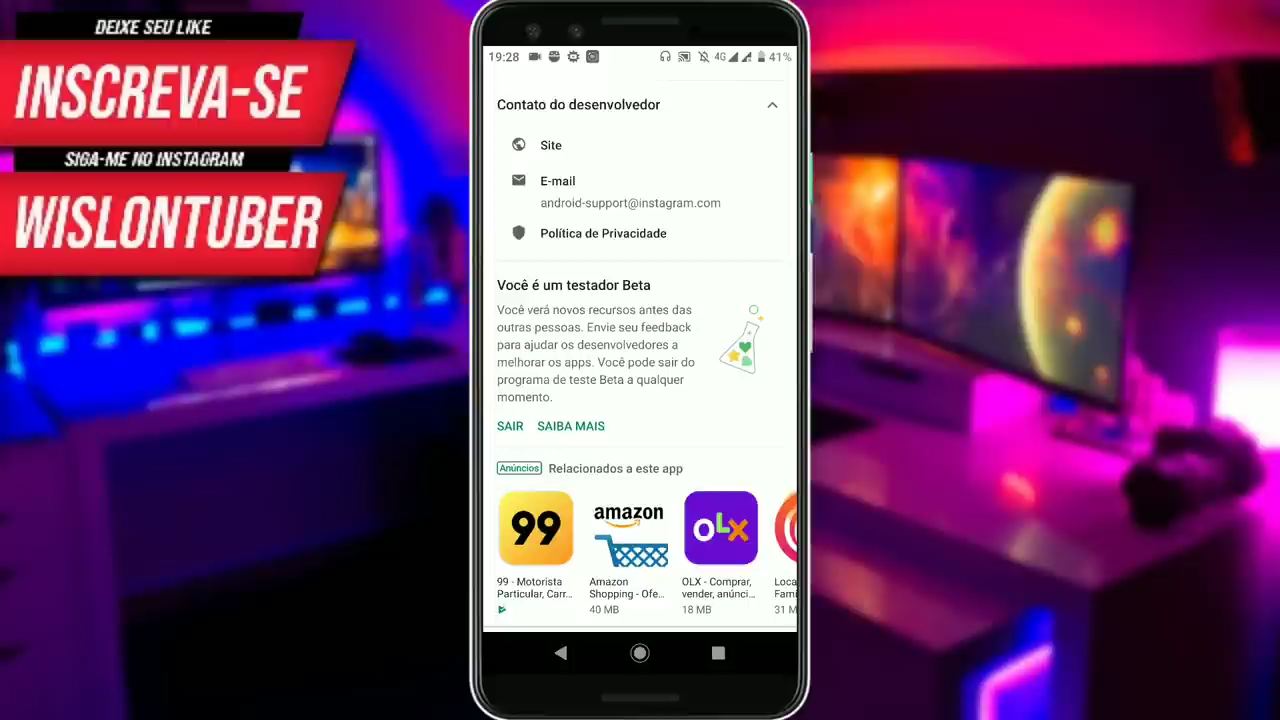 DEIXE SEU LIKE
INSCREVA-SE
SIGA-ME NO INSTAGRAM
WISLONTUBER
19:28
4G
41%
Contato do desenvolvedor
Site
E-mail
android-support@instagram.com
Política de Privacidade
Você é um testador Beta
Você verá novos recursos antes das
outras pessoas. Envie seu feedback
para ajudar os desenvolvedores a
melhorar os apps. Você pode sair do
programa de teste Beta a qualquer
momento.
SAIR SAIBA MAIS
Anúncios Relacionados a este app
99
amazon
OLX
99 - Motorista
Particular, Carr...
Amazon
Shopping - Ofe...
40 MB
OLX - Comprar,
vender, anúnci...
18 MB
Loca
Fami
31 M